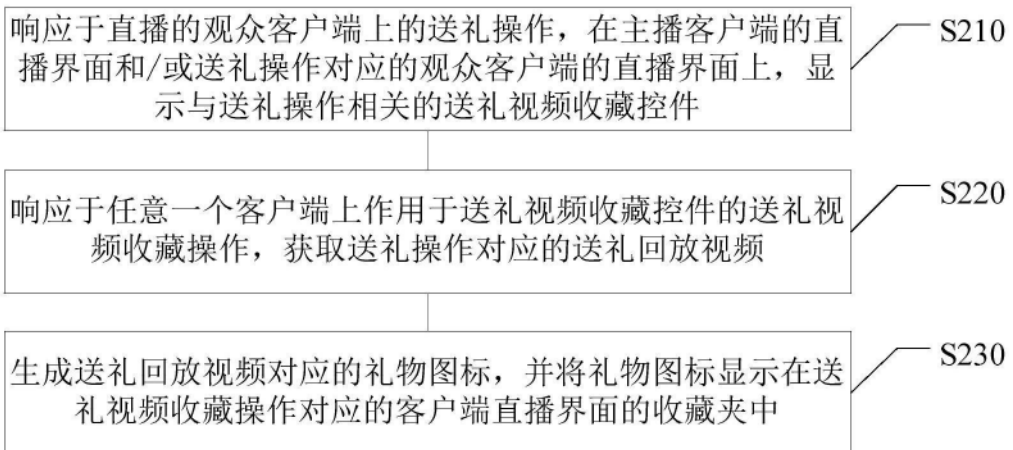 响应于直播的观众客户端上的送礼操作，在主播客户端的直
播界面和/或送礼操作对应的观众客户端的直播界面上，显
示与送礼操作相关的送礼视频收藏控件
S210
响应于任意一个客户端上作用于送礼视频收藏控件的送礼视
频收藏操作，获取送礼操作对应的送礼回放视频
S220
生成送礼回放视频对应的礼物图标，并将礼物图标显示在送
礼视频收藏操作对应的客户端直播界面的收藏夹中
S230